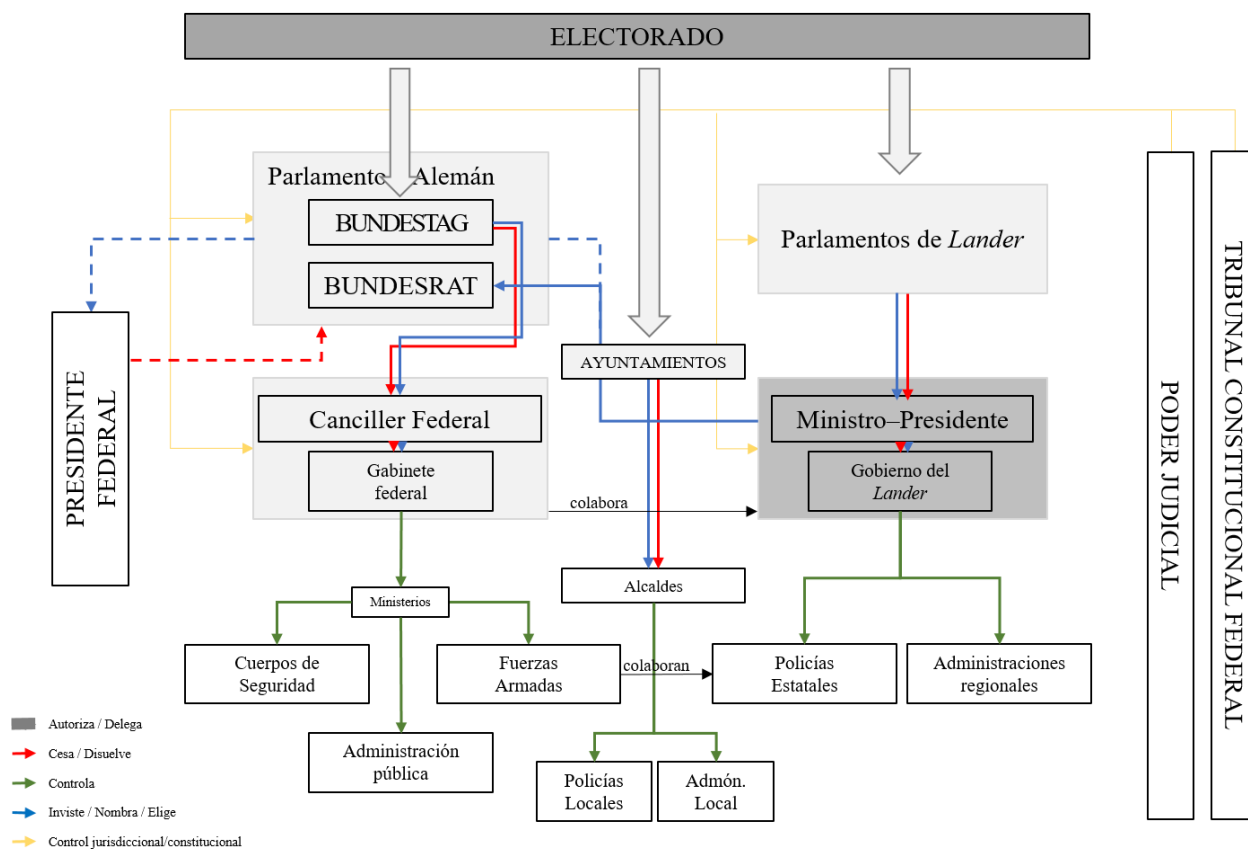 ELECTORADO
Parlamento Alemán
BUNDESTAG
BUNDESRAT
Parlamentos de Lander
PRESIDENTE
FEDERAL
AYUNTAMIENTOS
Canciller Federal
Gabinete
federal
colabora
Ministro–Presidente
Gobierno del
Lander
PODER JUDICIAL
TRIBUNAL CONSTITUCIONAL FEDERAL
Ministerios
Alcaldes
Cuerpos de
Seguridad
Fuerzas
Armadas
colaboran
Policías
Estatales
Administraciones
regionales
Administración
pública
Policías
Locales
Admón.
Local
Autoriza / Delega
Cesa / Disuelve
Controla
Inviste / Nombra / Elige
Control jurisdiccional/constitucional